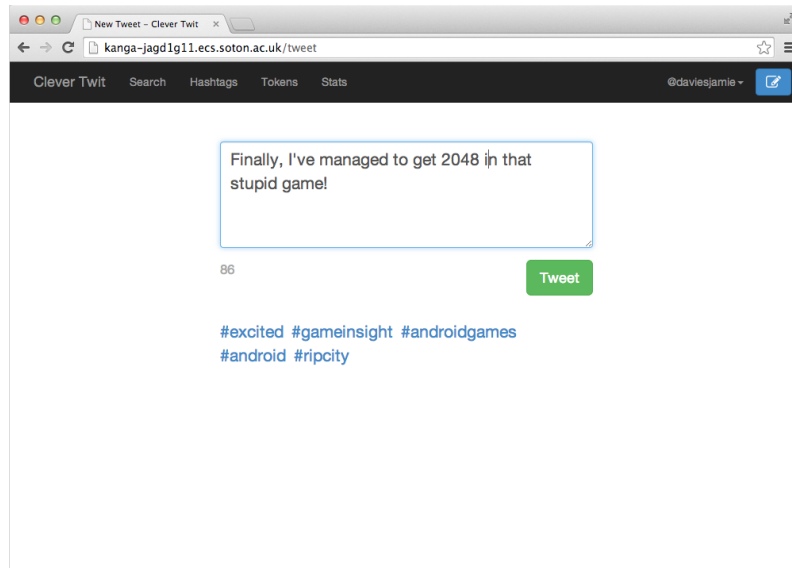 New Tweet – Clever Twit
kanga-jagd1g11.ecs.soton.ac.uk/tweet
Clever Twit Search Hashtags Tokens Stats @daviesjamie
Finally, I've managed to get 2048 in that
stupid game!
86
Tweet
#excited #gameinsight #androidgames
#android #ripcity